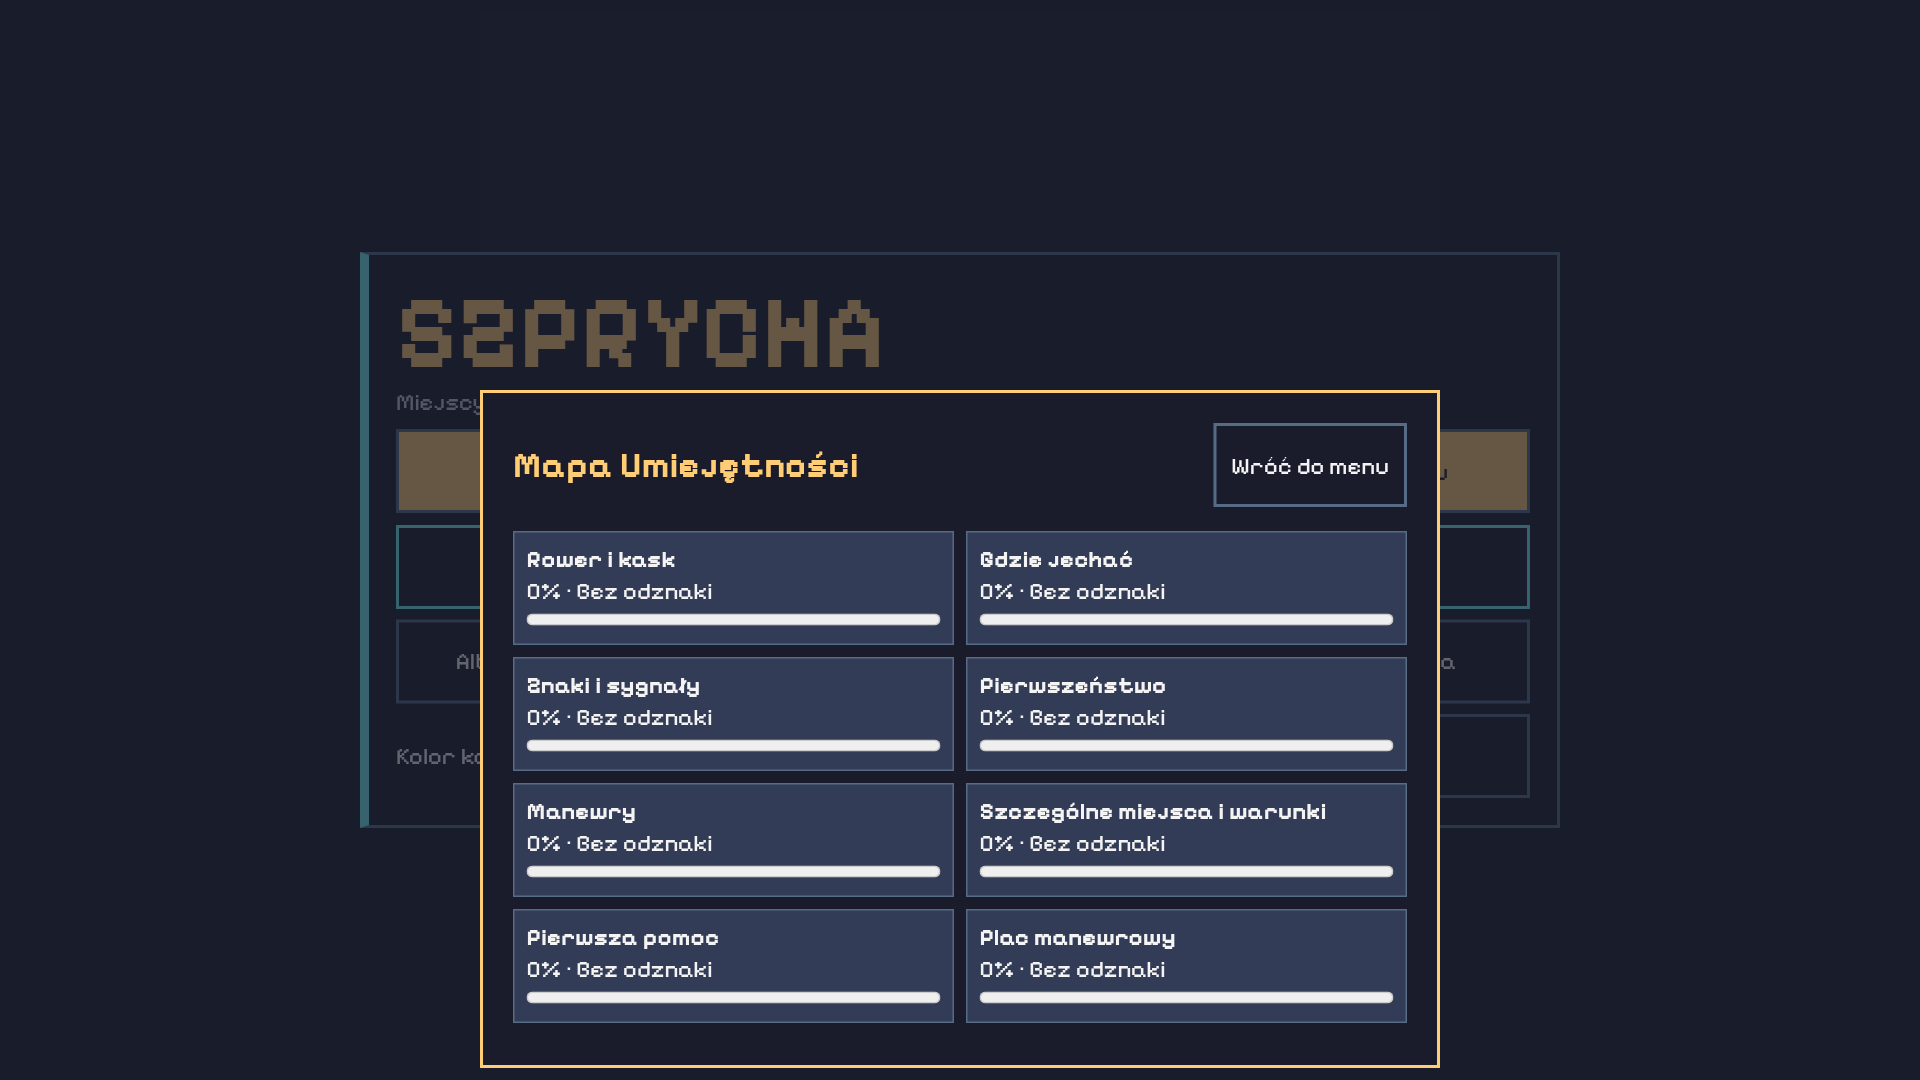 SZPRYCHA
Mapa Umiejętności
Wróć do menu
Rower i kask
0% · Bez odznaki
Gdzie jechać
0% · Bez odznaki
Znaki i sygnały
0% · Bez odznaki
Pierwszeństwo
0% · Bez odznaki
Manewry
0% · Bez odznaki
Szczególne miejsca i warunki
0% · Bez odznaki
Pierwsza pomoc
0% · Bez odznaki
Plac manewrowy
0% · Bez odznaki
Kolor